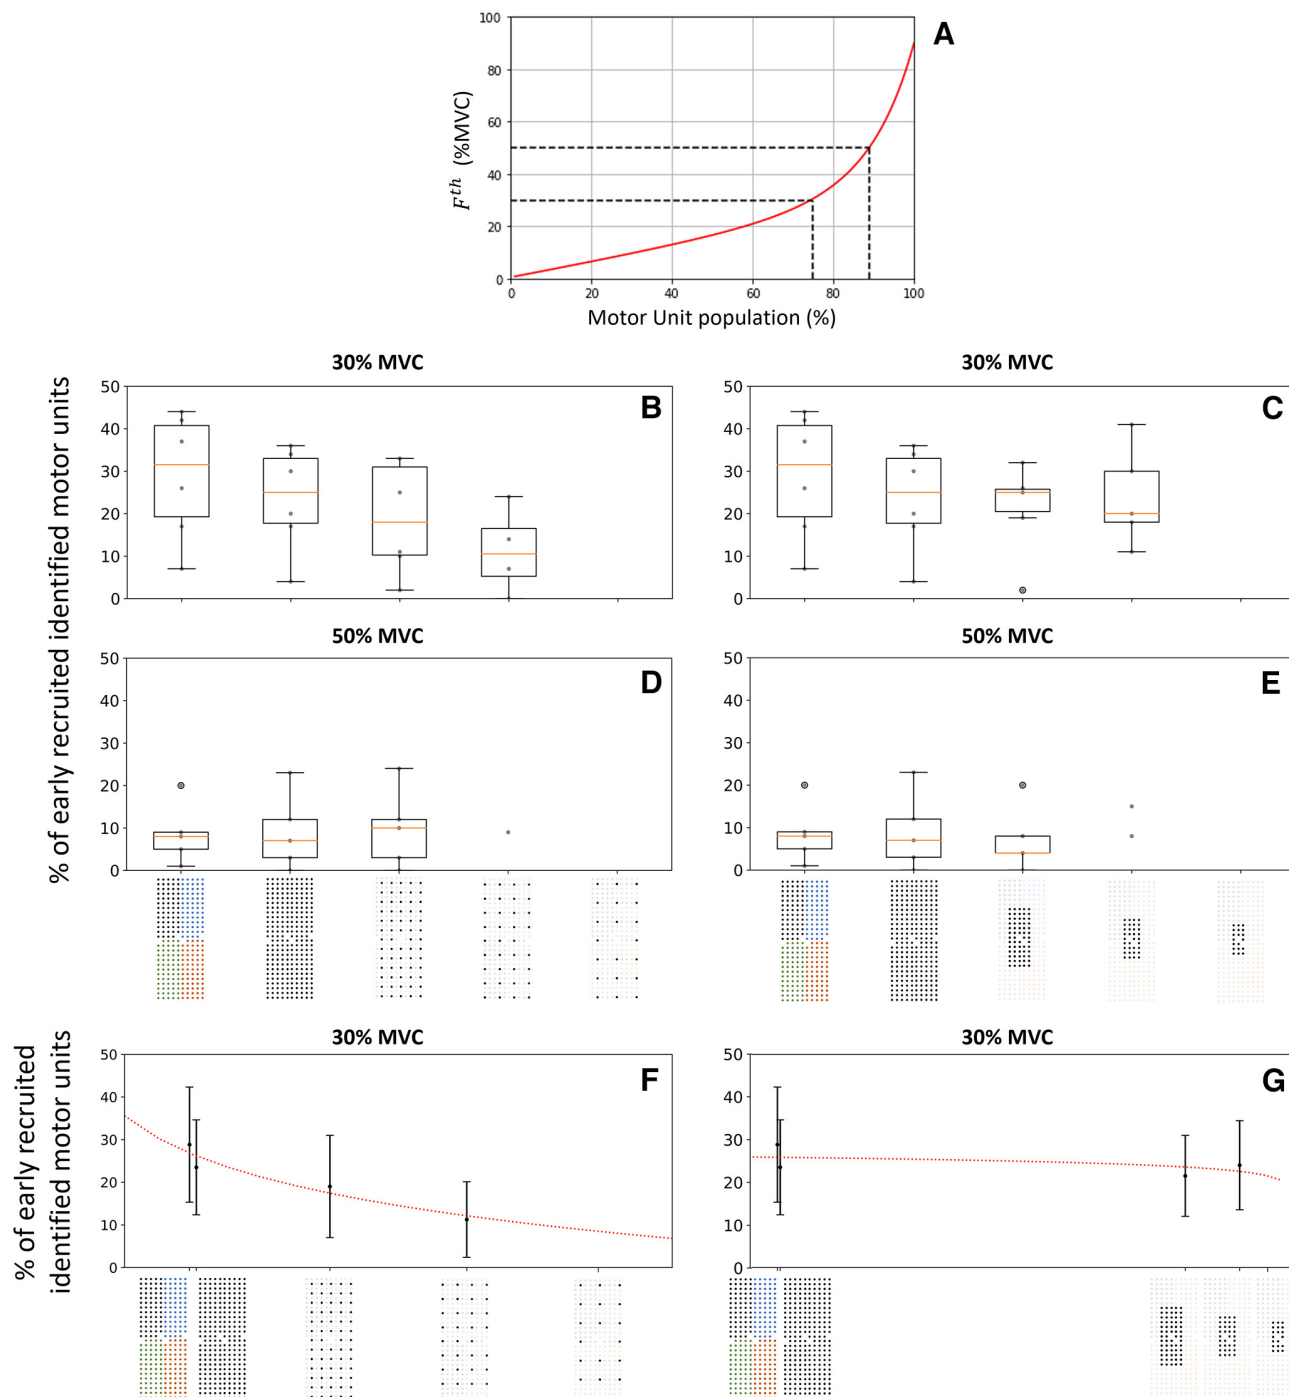 100
80
60
40
20
0
F^th (%MVC)
A
0 20 40 60 80 100
Motor Unit population (%)
% of early recruited identified motor units
30% MVC
50
40
30
20
10
0
B
30% MVC
50
40
30
20
10
0
C
50% MVC
50
40
30
20
10
0
D
50% MVC
50
40
30
20
10
0
E
% of early recruited
identified motor units
30% MVC
50
40
30
20
10
0
F
30% MVC
50
40
30
20
10
0
G